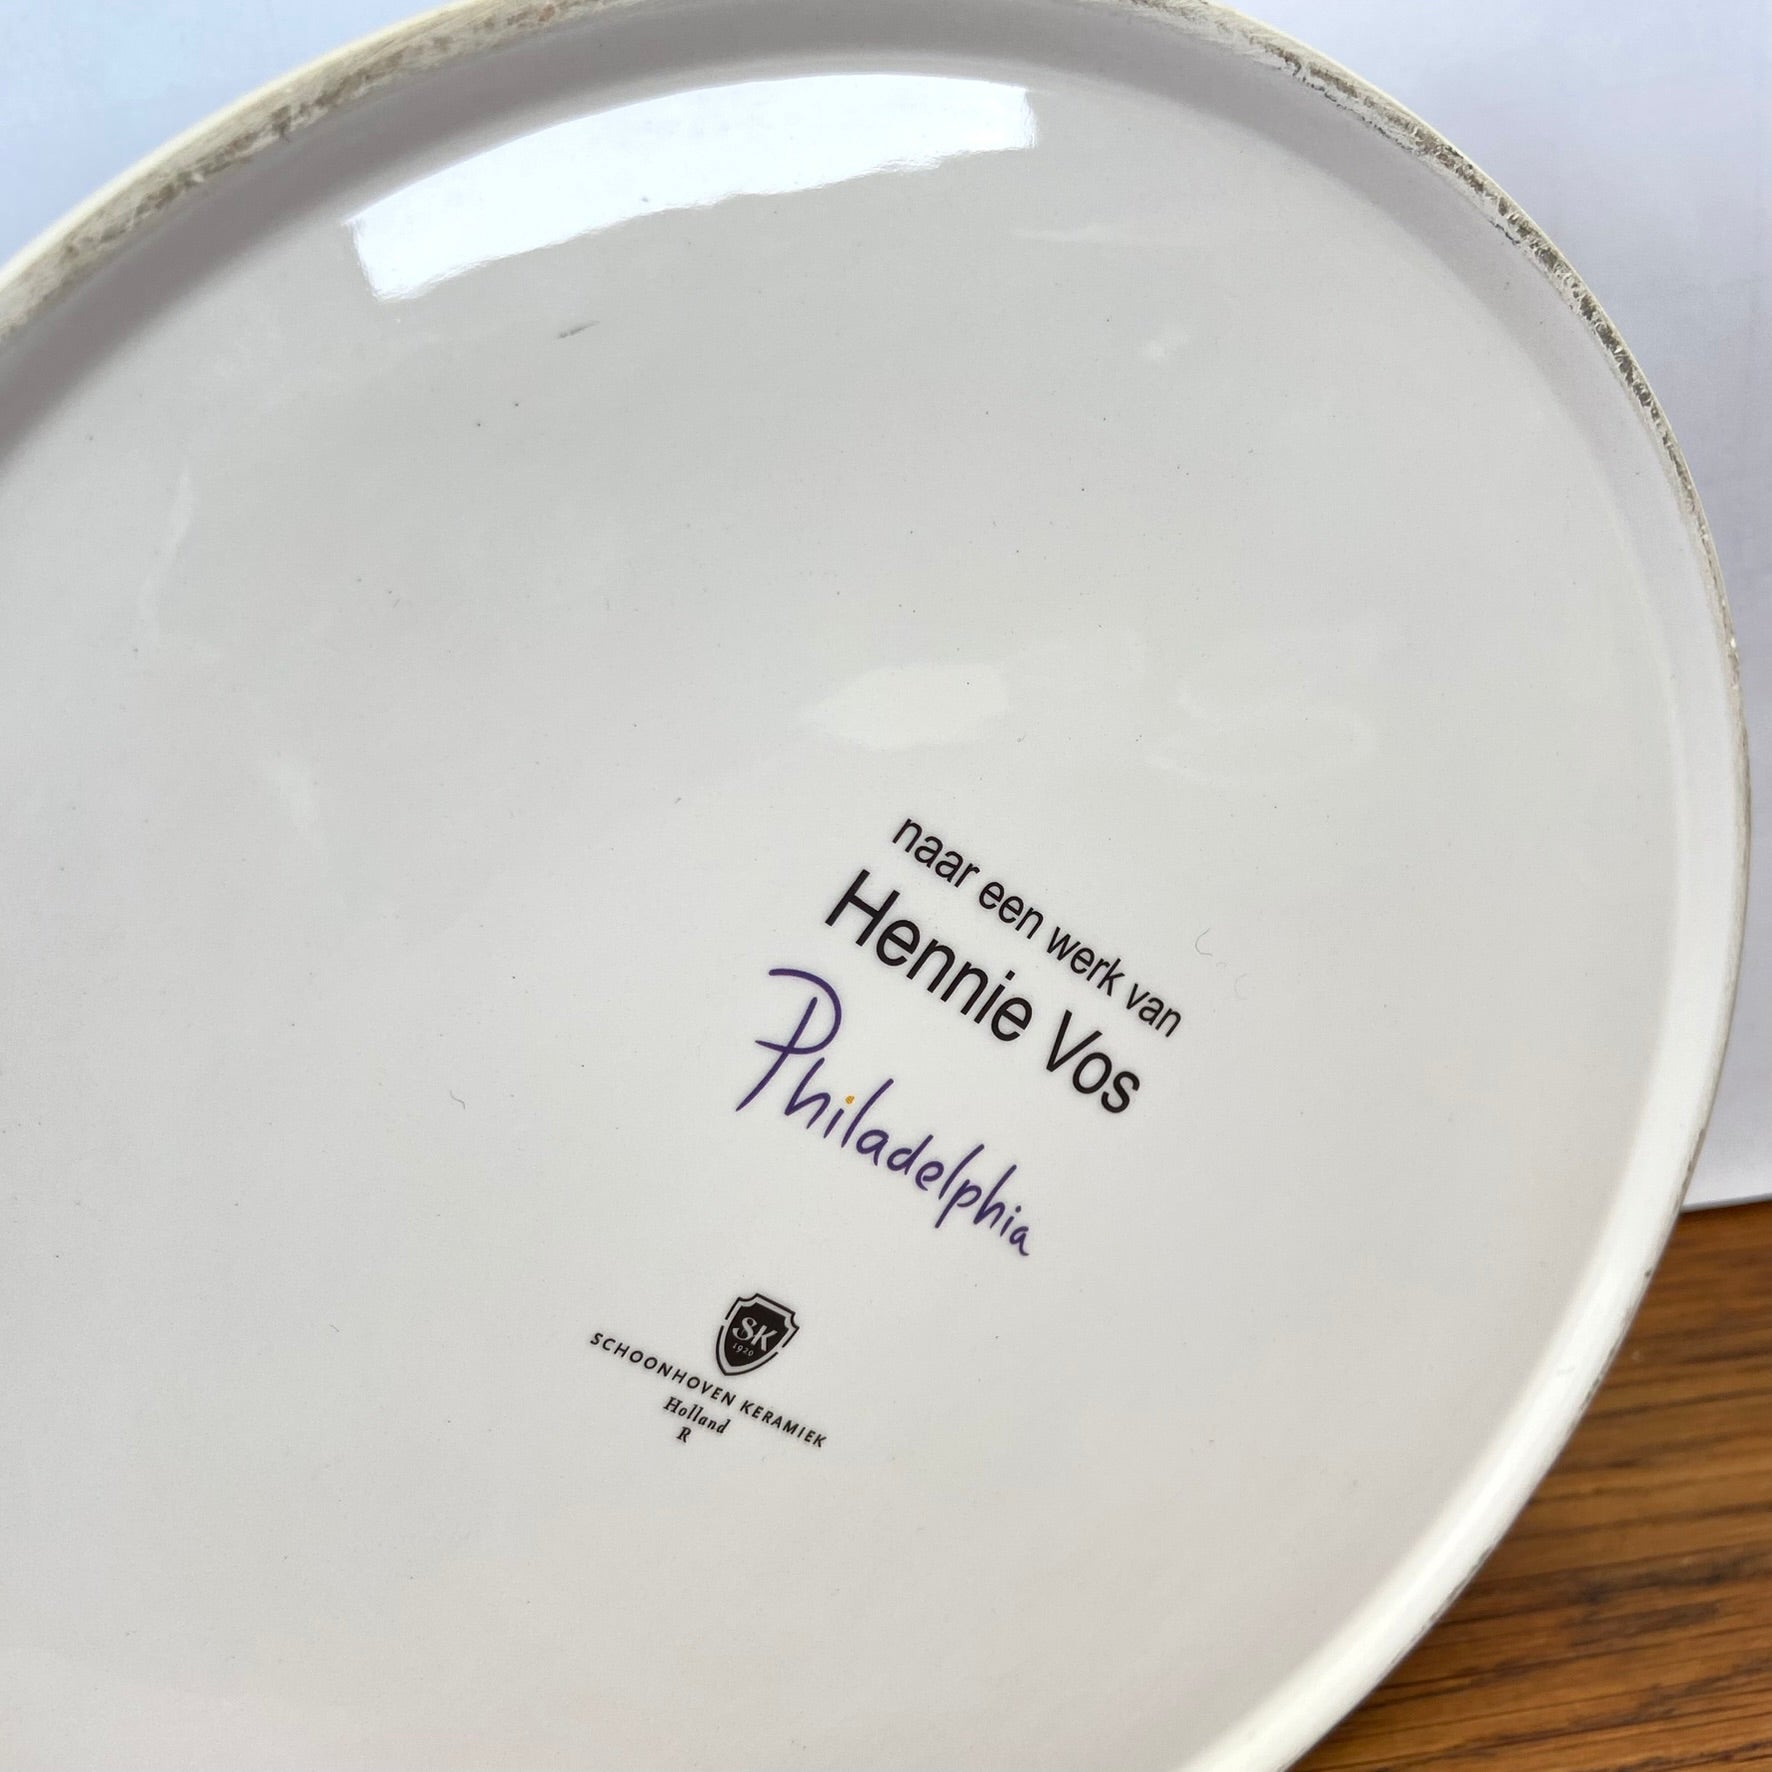 naar een werk van
Hennie Vos
Philadelphia
SK
1920
SCHOONHOVEN KERAMIEK
Holland
R